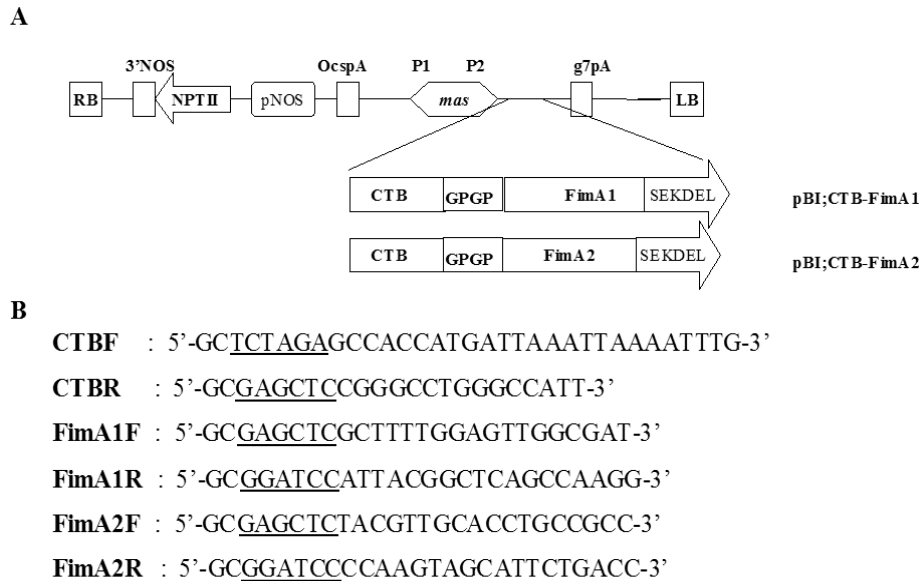 A
3'NOS OcspA P1 P2 g7pA
RB NPTII pNOS mas LB
CTB GPGP FimA1 SEKDEL pBI;CTB-FimA1
CTB GPGP FimA2 SEKDEL pBI;CTB-FimA2
B
CTBF : 5'-GCTCTAGAGCCACCATGATTAAATTAAAATTTG-3'
CTBR : 5'-GCGAGCTCCGGGCCTGGGCCATT-3'
FimA1F : 5'-GCGAGCTCGCTTTTGGAGTTGGCGAT-3'
FimA1R : 5'-GCGGATCCATTACGGCTCAGCCAAGG-3'
FimA2F : 5'-GCGAGCTCTACGTTGCACCTGCCGCC-3'
FimA2R : 5'-GCGGATCCCCAAGTAGCATTCTGACC-3'